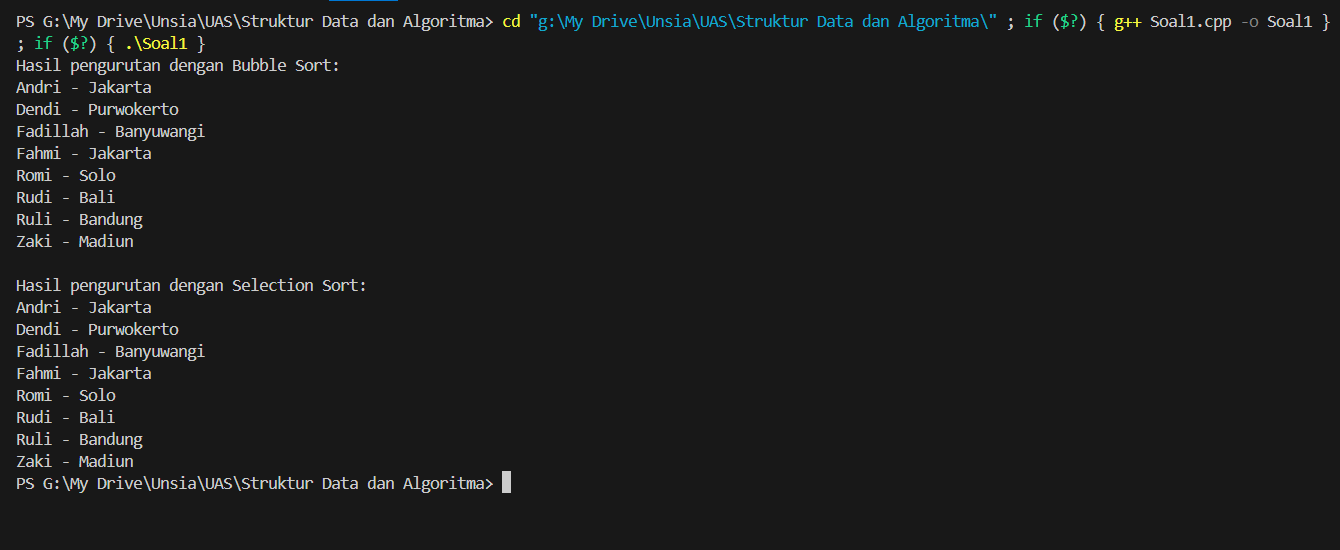 PS G:\My Drive\Unsia\UAS\Struktur Data dan Algoritma> cd "g:\My Drive\Unsia\UAS\Struktur Data dan Algoritma\" ; if ($?) { g++ Soal1.cpp -o Soal1 }
; if ($?) { .\Soal1 }
Hasil pengurutan dengan Bubble Sort:
Andri - Jakarta
Dendi - Purwokerto
Fadillah - Banyuwangi
Fahmi - Jakarta
Romi - Solo
Rudi - Bali
Ruli - Bandung
Zaki - Madiun

Hasil pengurutan dengan Selection Sort:
Andri - Jakarta
Dendi - Purwokerto
Fadillah - Banyuwangi
Fahmi - Jakarta
Romi - Solo
Rudi - Bali
Ruli - Bandung
Zaki - Madiun
PS G:\My Drive\Unsia\UAS\Struktur Data dan Algoritma>